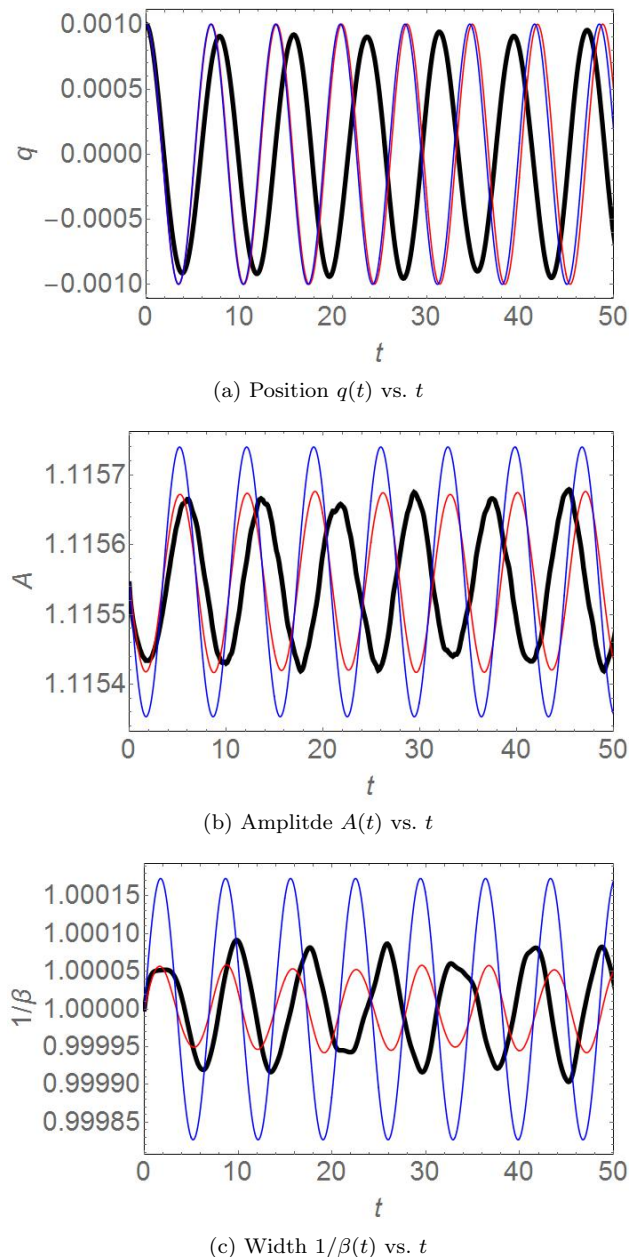 0.0010
0.0005
0.0000
−0.0005
−0.0010
q
0 10 20 30 40 50
t
(a) Position q(t) vs. t
1.1157
1.1156
1.1155
1.1154
A
0 10 20 30 40 50
t
(b) Amplitde A(t) vs. t
1.00015
1.00010
1.00005
1.00000
0.99995
0.99990
0.99985
1/β
0 10 20 30 40 50
t
(c) Width 1/β(t) vs. t